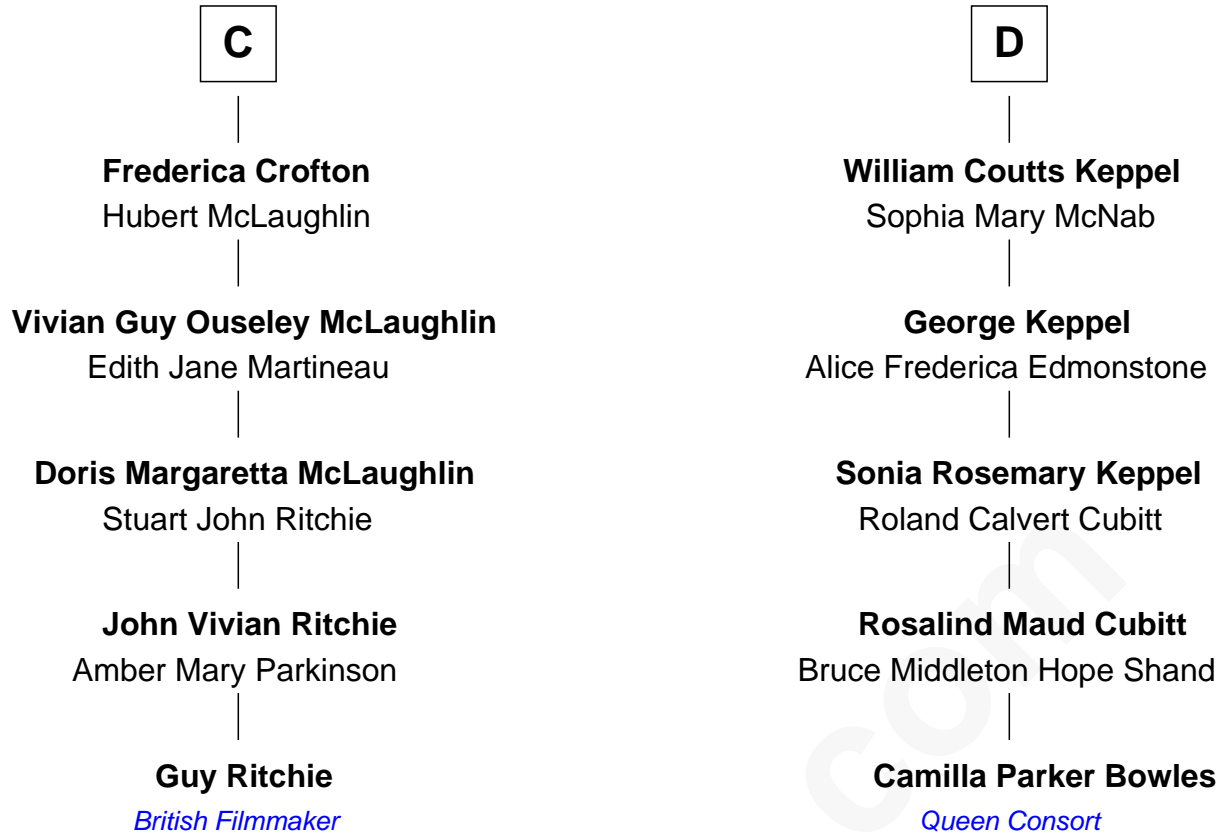 C
Frederica Crofton
Hubert McLaughlin
Vivian Guy Ouseley McLaughlin
Edith Jane Martineau
Doris Margaretta McLaughlin
Stuart John Ritchie
John Vivian Ritchie
Amber Mary Parkinson
Guy Ritchie
British Filmmaker
D
William Coutts Keppel
Sophia Mary McNab
George Keppel
Alice Frederica Edmonstone
Sonia Rosemary Keppel
Roland Calvert Cubitt
Rosalind Maud Cubitt
Bruce Middleton Hope Shand
Camilla Parker Bowles
Queen Consort
com